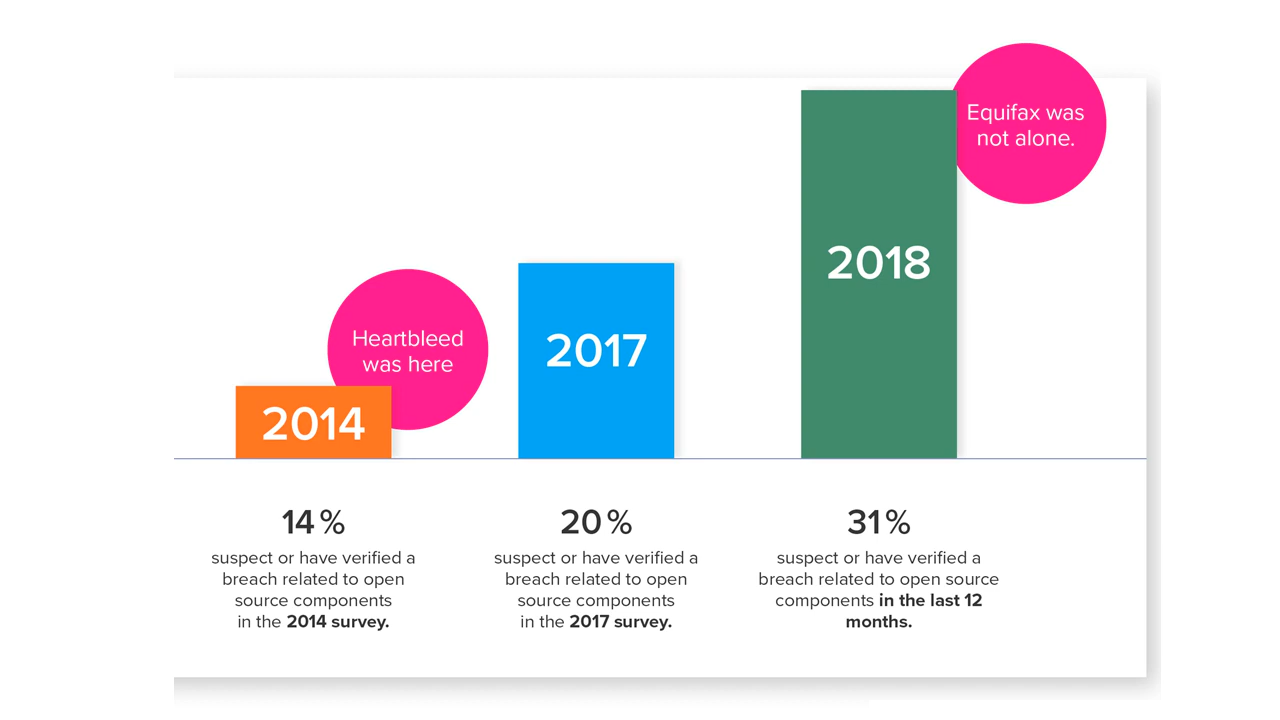 Equifax was
not alone.
2018
Heartbleed
was here
2017
2014
14%
suspect or have verified a
breach related to open
source components
in the 2014 survey.
20%
suspect or have verified a
breach related to open
source components
in the 2017 survey.
31%
suspect or have verified a
breach related to open source
components in the last 12
months.